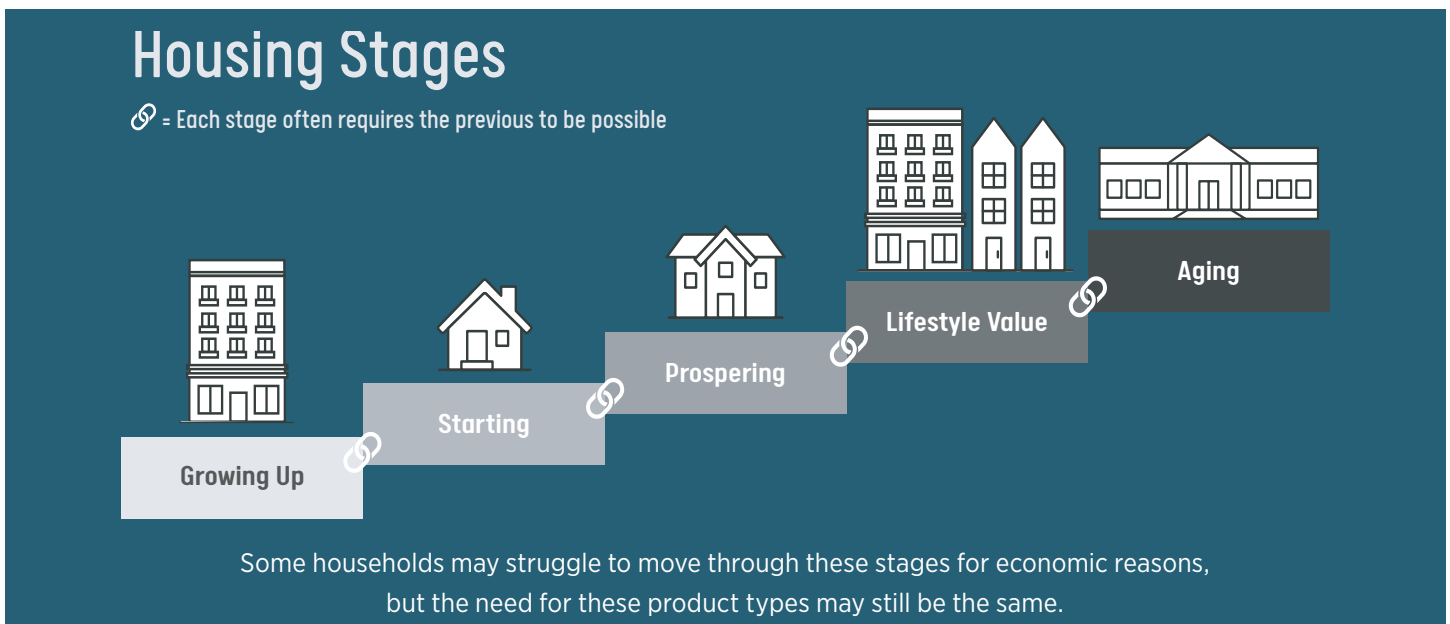 Housing Stages
= Each stage often requires the previous to be possible
Aging
Lifestyle Value
Prospering
Starting
Growing Up
Some households may struggle to move through these stages for economic reasons,
but the need for these product types may still be the same.